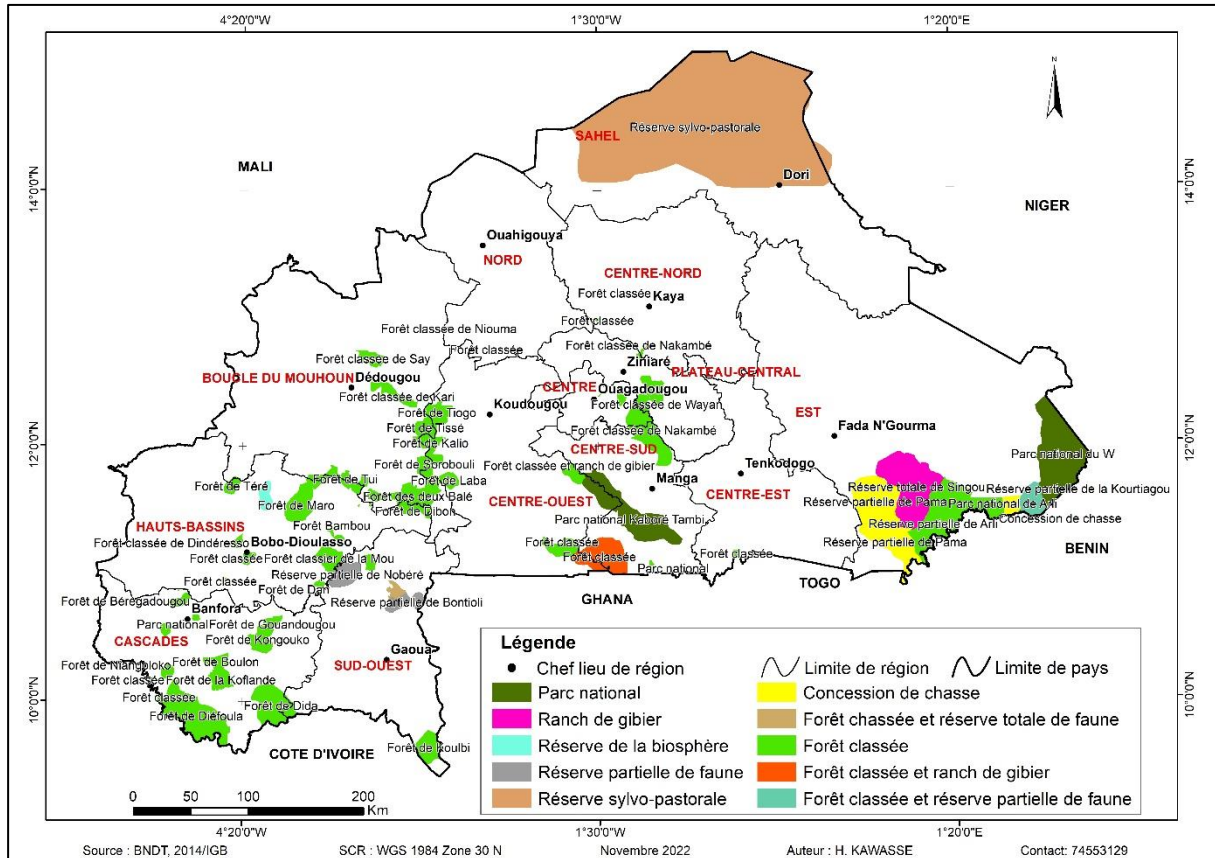 4°20'0"W
1°30'0"W
1°20'0"E
N
SAHEL
Réserve sylvo-pastorale
MALI
Dori
14°0'0"N
14°0'0"N
NIGER
Ouahigouya
NORD
CENTRE-NORD
Forêt classée
Kaya
Forêt classée
Forêt classée de Niouma
Forêt classée
Forêt classée de Nakambé
Forêt classée de Say
Ziniaré
PLATEAU-CENTRAL
BOUCLE DU MOUHOUN
Dédougou
CENTRE
Ouagadougou
Forêt classée de Kari
Forêt classée de Wayan
Koudougou
EST
Forêt de Tiogo
Forêt de Tissé
Forêt classée de Nakambé
Fada N'Gourma
12°0'0"N
12°0'0"N
Forêt de Kalio
CENTRE-SUD
Parc national du W
Forêt de Sorobouli
Forêt classée et ranch de gibier
Tenkodogo
Forêt de Téré
Forêt de Tui
Forêt de Laba
Manga
Réserve totale de Singou
Réserve partielle de la Kourtiagou
Forêt de Maro
Forêt des deux Balé
CENTRE-OUEST
CENTRE-EST
Réserve partielle de Pama
Parc national de Arli
Forêt de Dibon
Parc national Kaboré Tambi
Concession de chasse
HAUTS-BASSINS
Forêt Bambou
Réserve partielle de Arli
Forêt classée de Dindéresso
Bobo-Dioulasso
Forêt classée
Réserve partielle de Pama
BENIN
Forêt classée
Forêt classier de la Mou
Forêt classée
Forêt classée
Parc national
Réserve partielle de Nobéré
TOGO
Forêt classée
Forêt de Dan
GHANA
Forêt de Bérégadougou
Réserve partielle de Bontioli
Banfora
Parc national
Forêt de Gouandougou
CASCADES
Forêt de Kongouko
Gaoua
Forêt de Niangoloko
Forêt de Boulon
SUD-OUEST
Forêt classée
Forêt de la Koflande
Forêt classée
10°0'0"N
10°0'0"N
Forêt de Dida
Forêt de Diéfoula
COTE D'IVOIRE
Forêt de Koulbi
Légende
Chef lieu de région
Limite de région
Limite de pays
Parc national
Concession de chasse
Ranch de gibier
Forêt chassée et réserve totale de faune
Réserve de la biosphère
Forêt classée
Réserve partielle de faune
Forêt classée et ranch de gibier
Réserve sylvo-pastorale
Forêt classée et réserve partielle de faune
0 50 100 200
Km
4°20'0"W
1°30'0"W
1°20'0"E
Source : BNDT, 2014/IGB SCR : WGS 1984 Zone 30 N Novembre 2022 Auteur : H. KAWASSE Contact: 74553129